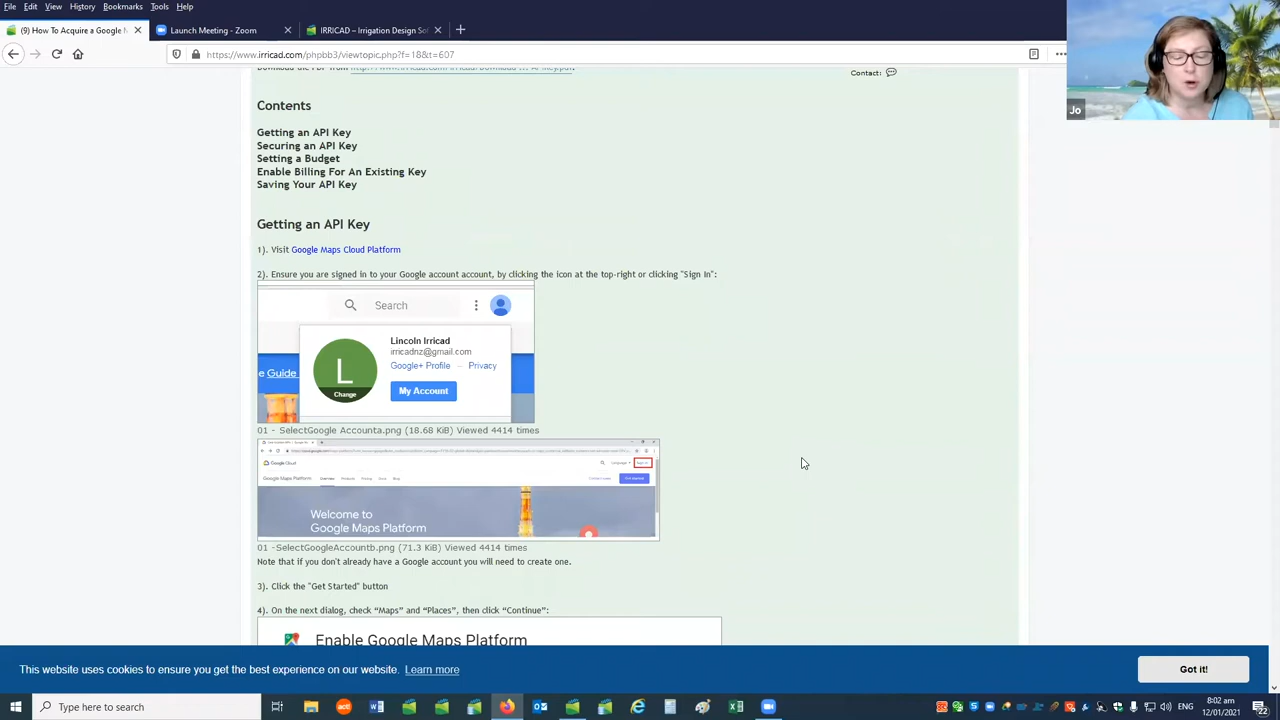 File Edit View History Bookmarks Tools Help
(9) How To Acquire a Google M
Launch Meeting - Zoom
IRRICAD – Irrigation Design Sof
https://www.irricad.com/phpbb3/viewtopic.php?f=18&t=607
Jo
Contact:
Contents
Getting an API Key
Securing an API Key
Setting a Budget
Enable Billing For An Existing Key
Saving Your API Key
Getting an API Key
1). Visit Google Maps Cloud Platform
2). Ensure you are signed in to your Google account account, by clicking the icon at the top-right or clicking "Sign In":
Search
Lincoln Irricad
irricadnz@gmail.com
Google+ Profile – Privacy
e Guide
L
Change
My Account
01 - SelectGoogle Accounta.png (18.68 KiB) Viewed 4414 times
Google Cloud
Google Maps Platform
Welcome to
Google Maps Platform
01 -SelectGoogleAccountb.png (71.3 KiB) Viewed 4414 times
Note that if you don't already have a Google account you will need to create one.
3). Click the "Get Started" button
4). On the next dialog, check “Maps” and “Places”, then click “Continue”:
Enable Google Maps Platform
This website uses cookies to ensure you get the best experience on our website. Learn more
Got it!
Type here to search
ENG
8:02 am
12/01/2021
22